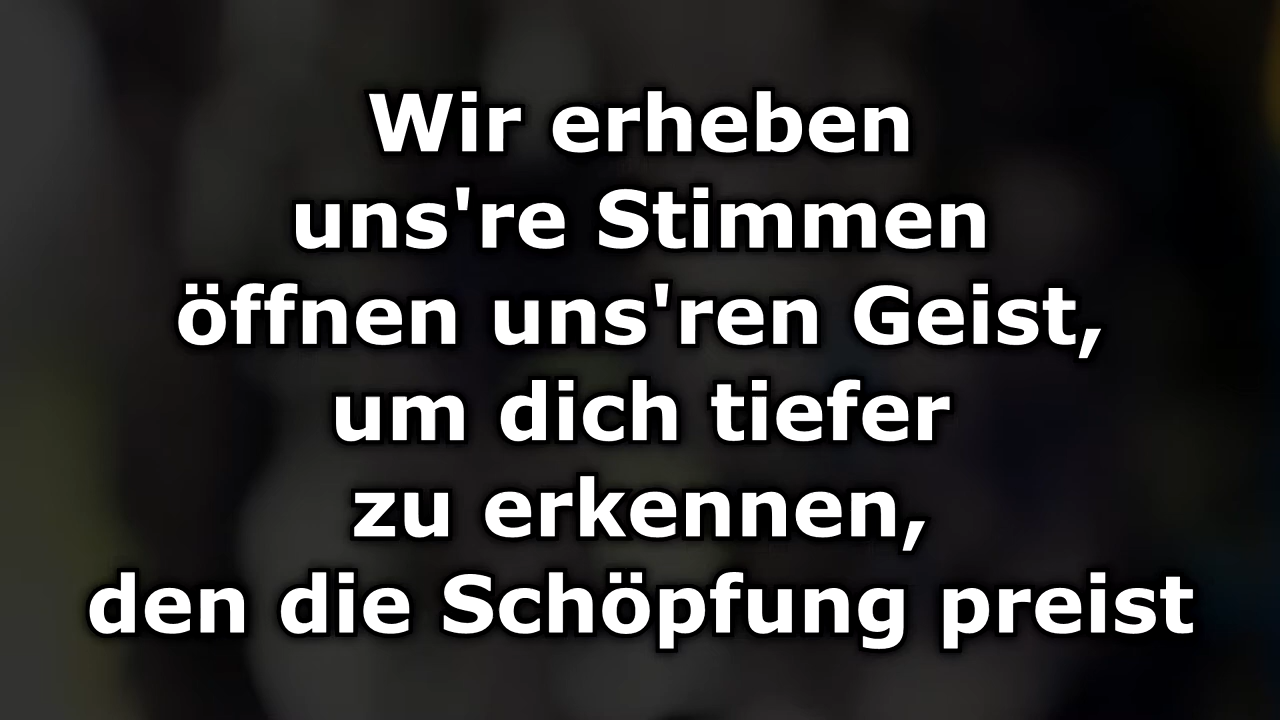 Wir erheben
uns're Stimmen
öffnen uns'ren Geist,
um dich tiefer
zu erkennen,
den die Schöpfung preist